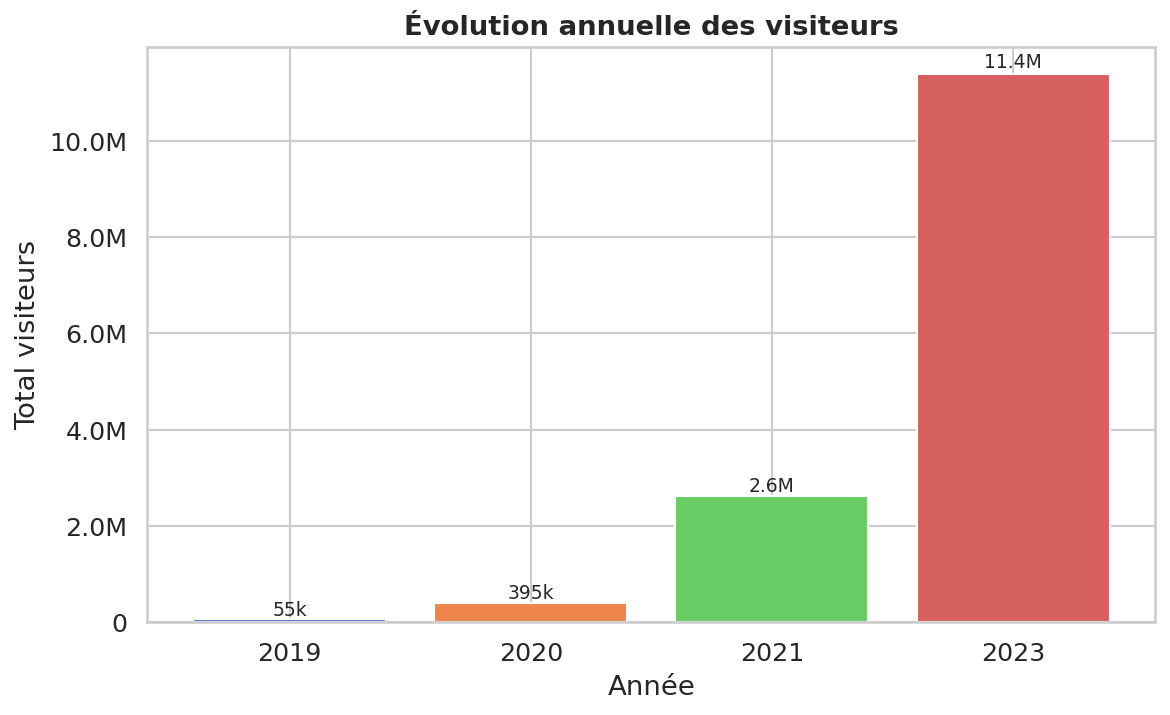 Évolution annuelle des visiteurs
Total visiteurs
10.0M
8.0M
6.0M
4.0M
2.0M
0
55k
395k
2.6M
11.4M
2019
2020
2021
2023
Année